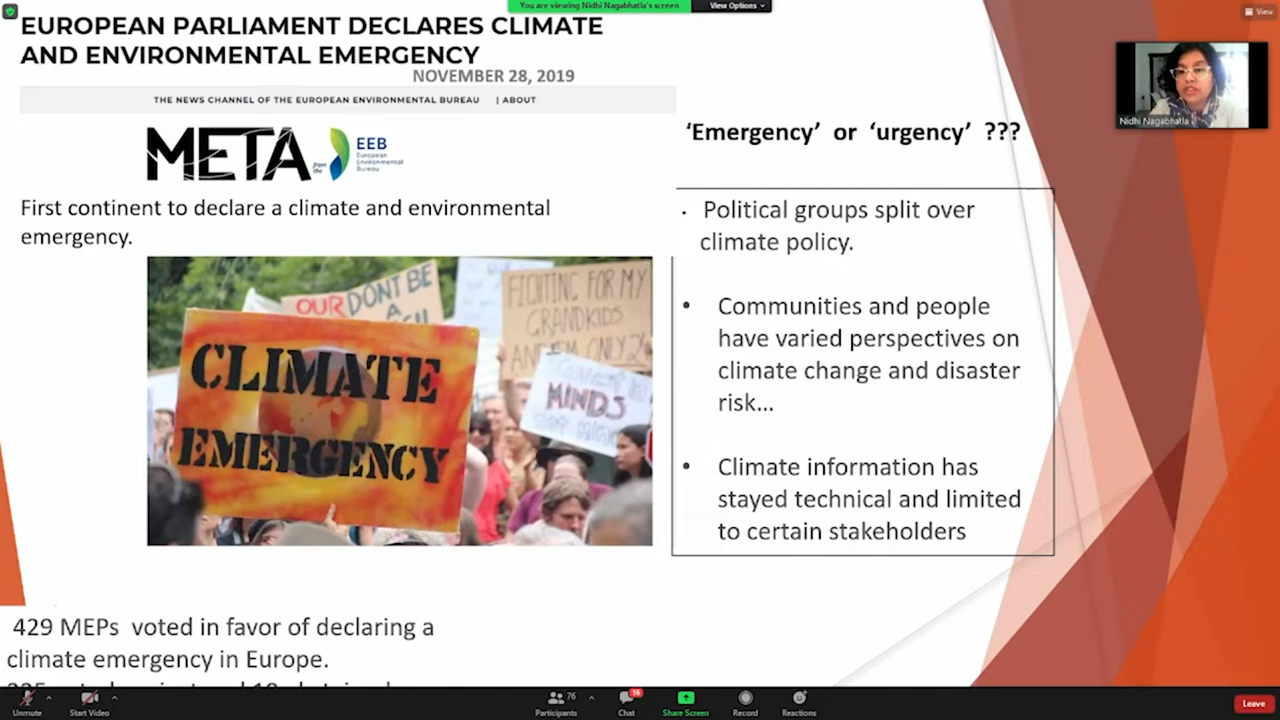 You are viewing Nidhi Nagabhatla's screen
View Options
View
EUROPEAN PARLIAMENT DECLARES CLIMATE
AND ENVIRONMENTAL EMERGENCY
NOVEMBER 28, 2019
THE NEWS CHANNEL OF THE EUROPEAN ENVIRONMENTAL BUREAU | ABOUT
META
from the
EEB
European
Environmental
Bureau
First continent to declare a climate and environmental
emergency.
OUR DONT BE
A
FIGHTING FOR MY
GRANDKIDS
CLIMATE
EMERGENCY
MINDS
Nidhi Nagabhatla
‘Emergency’ or ‘urgency’ ???
• Political groups split over
climate policy.
• Communities and people
have varied perspectives on
climate change and disaster
risk...
• Climate information has
stayed technical and limited
to certain stakeholders
429 MEPs voted in favor of declaring a
climate emergency in Europe.
Unmute
Start Video
Participants
76
Chat
16
Share Screen
Record
Reactions
Leave